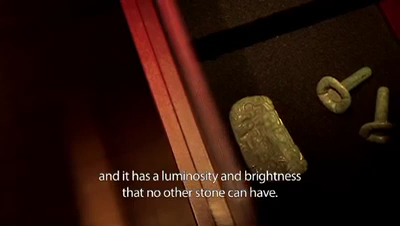 and it has a luminosity and brightness
that no other stone can have.